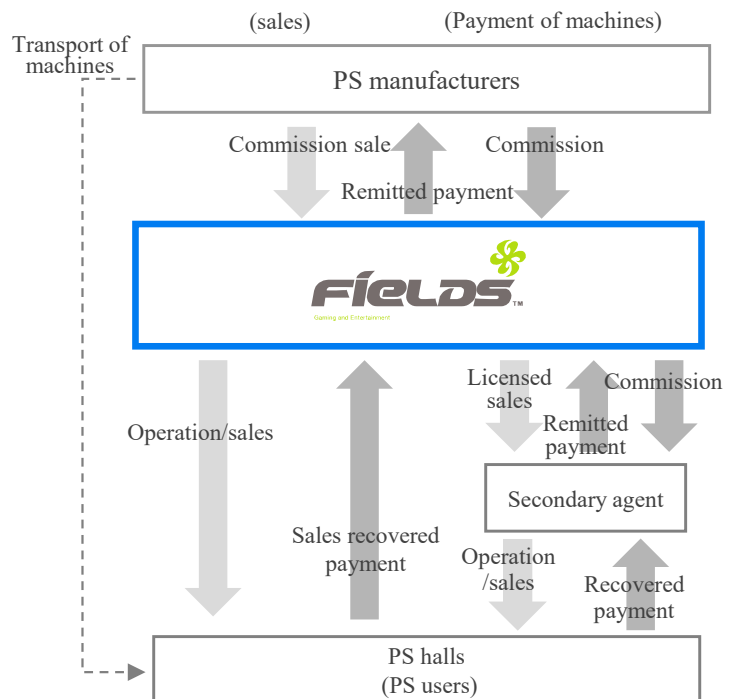 (sales)
(Payment of machines)
Transport of
machines
PS manufacturers
Commission sale
Commission
Remitted payment
FIELDS™
Gaming and Entertainment
Licensed
sales
Commission
Operation/sales
Remitted
payment
Secondary agent
Sales recovered
payment
Operation
/sales
Recovered
payment
PS halls
(PS users)